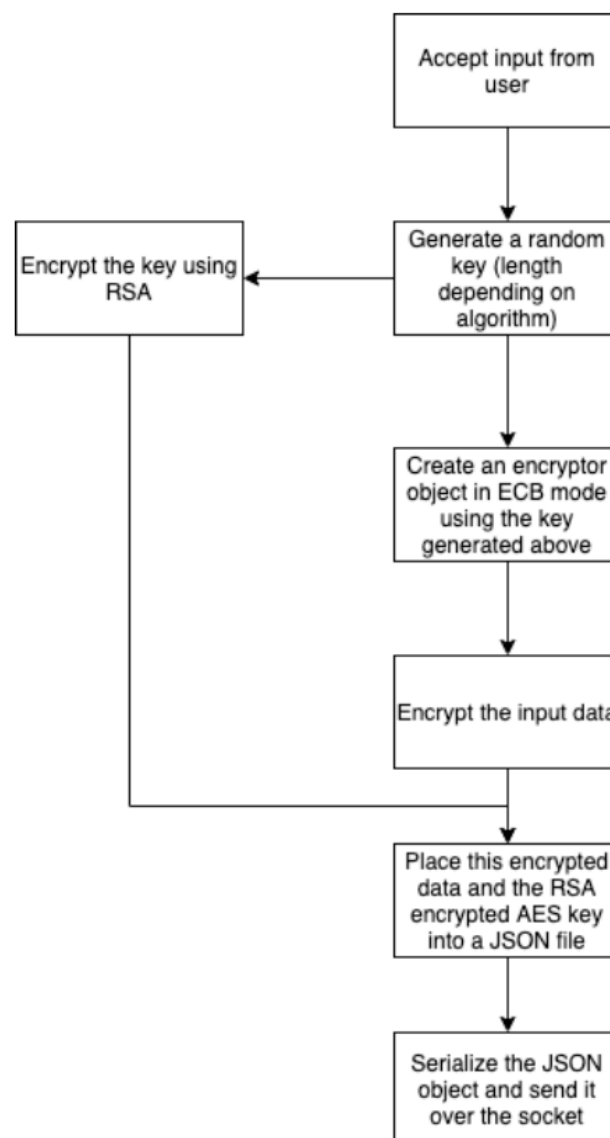 Accept input from
user
Generate a random
key (length
depending on
algorithm)
Encrypt the key using
RSA
Create an encryptor
object in ECB mode
using the key
generated above
Encrypt the input data
Place this encrypted
data and the RSA
encrypted AES key
into a JSON file
Serialize the JSON
object and send it
over the socket